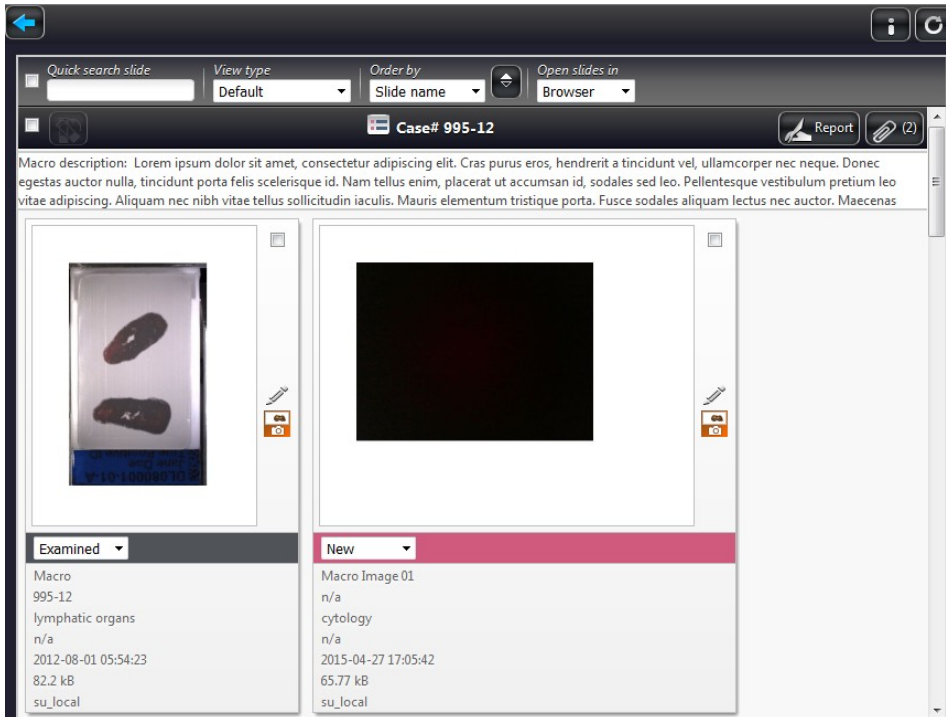 Quick search slide View type Order by Open slides in
Default Slide name Browser
Case# 995-12 Report (2)
Macro description: Lorem ipsum dolor sit amet, consectetur adipiscing elit. Cras purus eros, hendrerit a tincidunt vel, ullamcorper nec neque. Donec
egestas auctor nulla, tincidunt porta felis scelerisque id. Nam tellus enim, placerat ut accumsan id, sodales sed leo. Pellentesque vestibulum pretium leo
vitae adipiscing. Aliquam nec nibh vitae tellus sollicitudin iaculis. Mauris elementum tristique porta. Fusce sodales aliquam lectus nec auctor. Maecenas
Examined
Macro
995-12
lymphatic organs
n/a
2012-08-01 05:54:23
82.2 kB
su_local
New
Macro Image 01
n/a
cytology
n/a
2015-04-27 17:05:42
65.77 kB
su_local